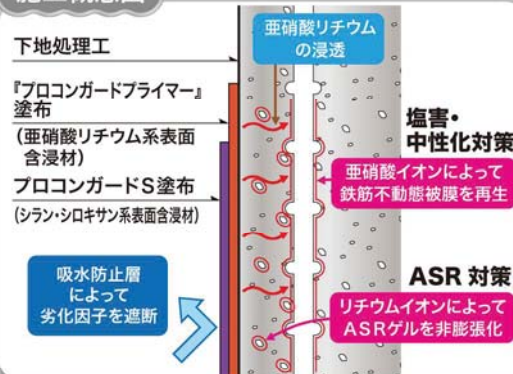 下地処理工
『プロコンガードプライマー』
塗布
(亜硝酸リチウム系表面
含浸材)
プロコンガードS塗布
(シラン・シロキサン系表面含浸材)
吸水防止層
によって
劣化因子を遮断
亜硝酸リチウム
の浸透
塩害・
中性化対策
亜硝酸イオンによって
鉄筋不動態被膜を再生
ASR 対策
リチウムイオンによって
ASRゲルを非膨張化